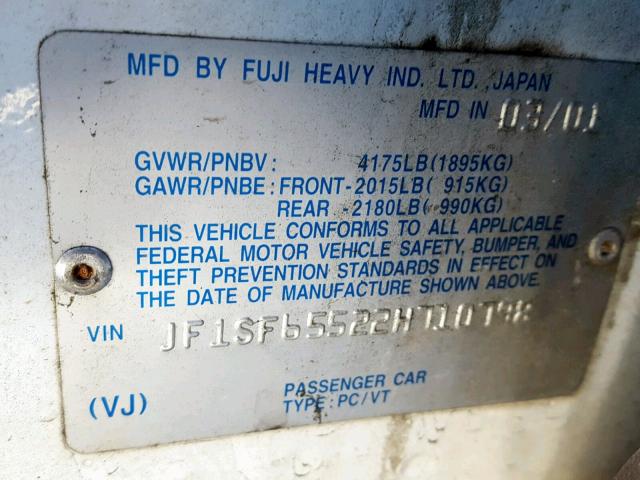 MFD BY FUJI HEAVY IND. LTD., JAPAN
MFD IN 03/01
GVWR/PNBV : 4175LB(1895KG)
GAWR/PNBE : FRONT-2015LB( 915KG)
REAR -2180LB( 990KG)
THIS VEHICLE CONFORMS TO ALL APPLICABLE
FEDERAL MOTOR VEHICLE SAFETY, BUMPER, AND
THEFT PREVENTION STANDARDS IN EFFECT ON
THE DATE OF MANUFACTURE SHOWN ABOVE.
VIN JF1SF65522H710798
PASSENGER CAR
(VJ) TYPE : PC/VT